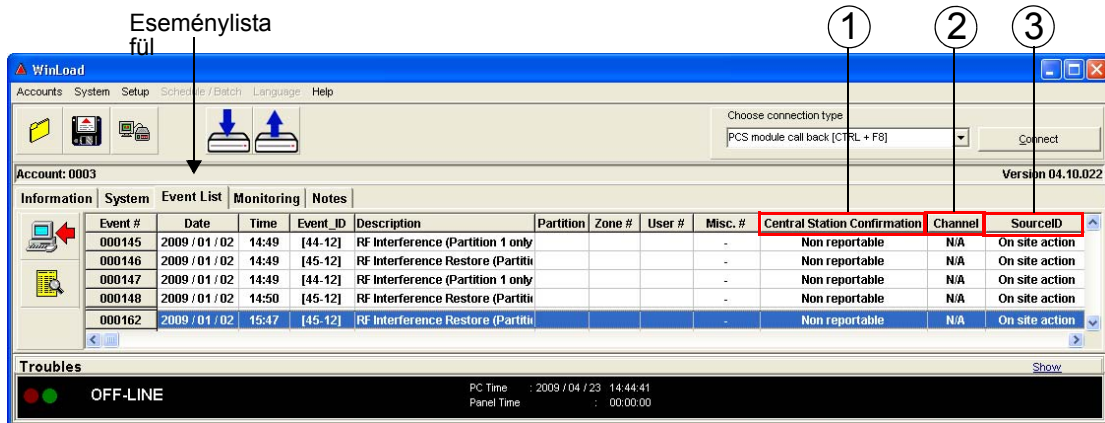 Eseménylista
fül
1 2 3
WinLoad
Accounts System Setup Schedule / Batch Language Help
Choose connection type
PCS module call back [CTRL + F8] Connect
Account: 0003 Version 04.10.022
Information System Event List Monitoring Notes
Event # Date Time Event_ID Description Partition Zone # User # Misc. # Central Station Confirmation Channel SourceID
000145 2009 / 01 / 02 14:49 [44-12] RF Interference (Partition 1 only - Non reportable N/A On site action
000146 2009 / 01 / 02 14:49 [45-12] RF Interference Restore (Partiti - Non reportable N/A On site action
000147 2009 / 01 / 02 14:49 [44-12] RF Interference (Partition 1 only - Non reportable N/A On site action
000148 2009 / 01 / 02 14:50 [45-12] RF Interference Restore (Partiti - Non reportable N/A On site action
000162 2009 / 01 / 02 15:47 [45-12] RF Interference Restore (Partiti - Non reportable N/A On site action
Troubles Show
OFF-LINE
PC Time : 2009 / 04 / 23 14:44:41
Panel Time : 00:00:00